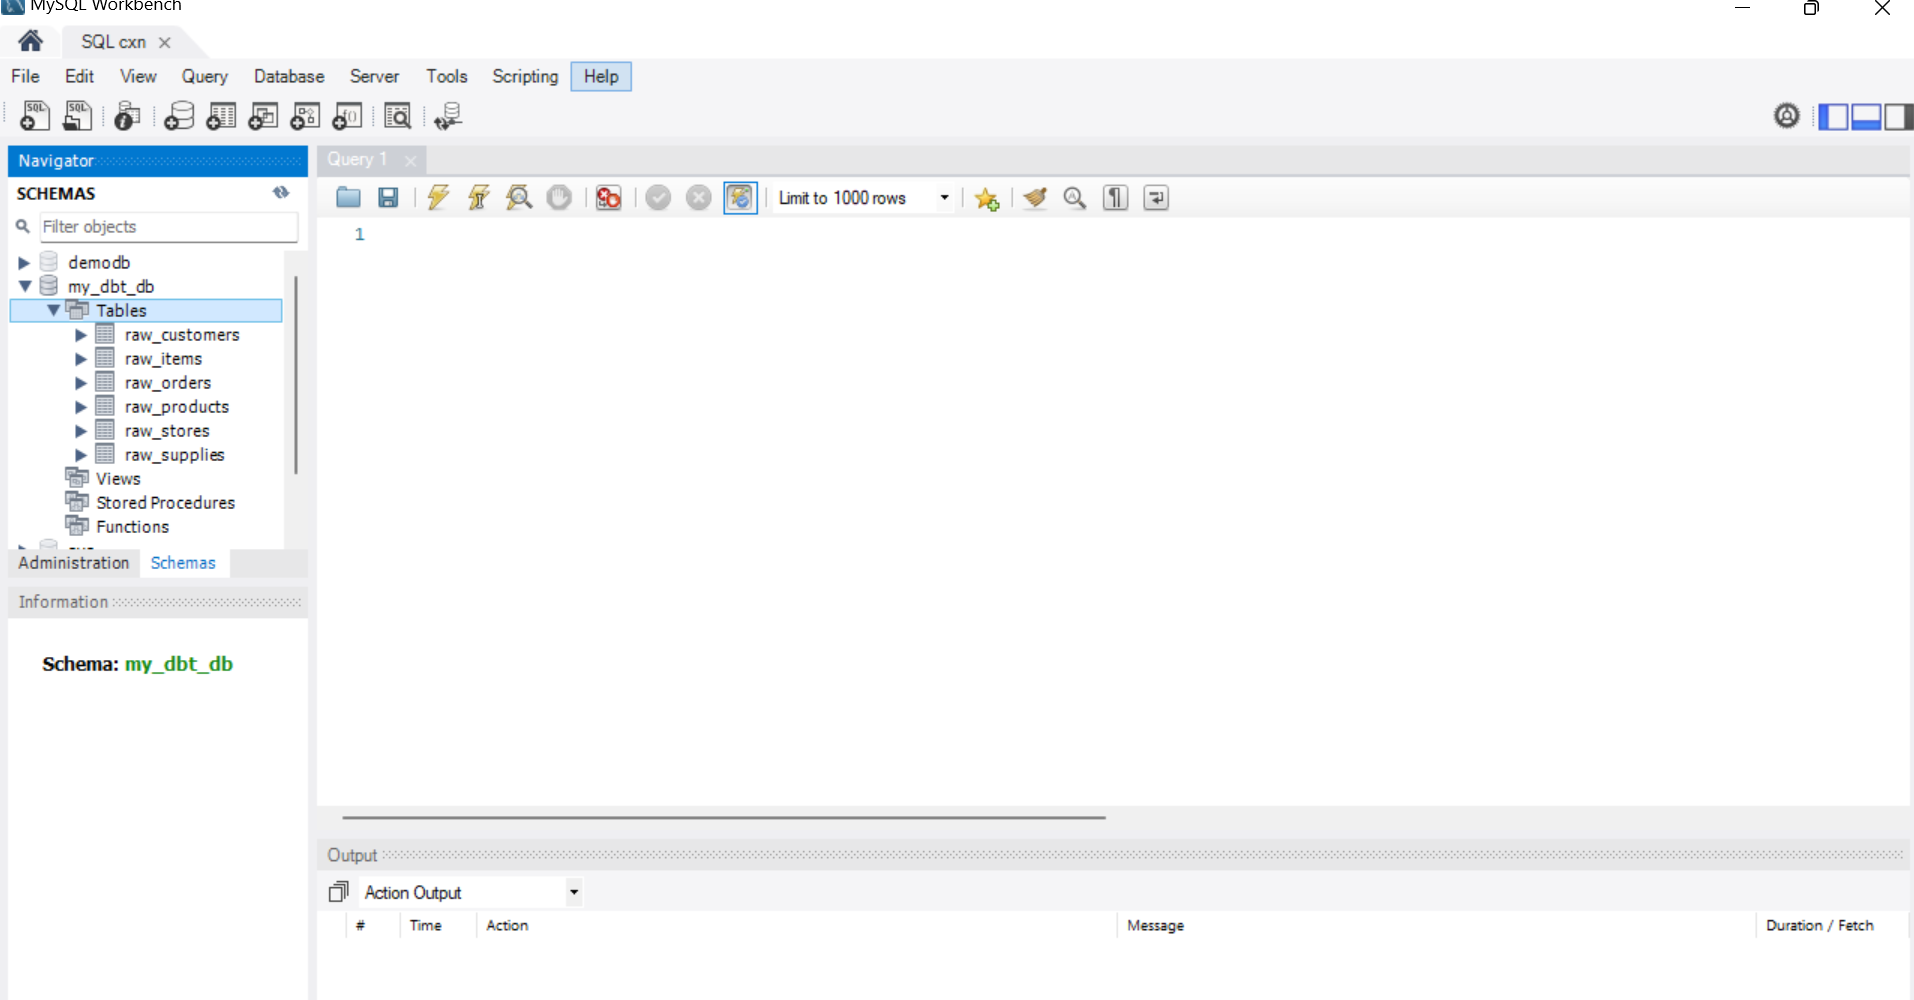 MySQL Workbench
SQL cxn
File Edit View Query Database Server Tools Scripting Help
Navigator
SCHEMAS
Filter objects
demodb
my_dbt_db
Tables
raw_customers
raw_items
raw_orders
raw_products
raw_stores
raw_supplies
Views
Stored Procedures
Functions
Administration Schemas
Information
Schema: my_dbt_db
Query 1
Limit to 1000 rows
1
Output
Action Output
# Time Action Message Duration / Fetch